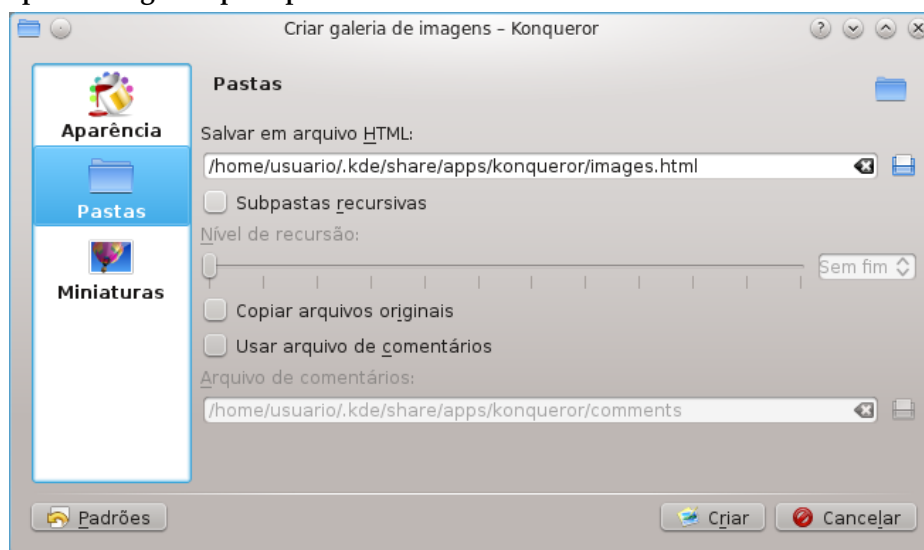 Criar galeria de imagens – Konqueror
Aparência
Pastas
Miniaturas
Pastas
Salvar em arquivo HTML:
/home/usuario/.kde/share/apps/konqueror/images.html
Subpastas recursivas
Nível de recursão:
Sem fim
Copiar arquivos originais
Usar arquivo de comentários
Arquivo de comentários:
/home/usuario/.kde/share/apps/konqueror/comments
Padrões
Criar
Cancelar